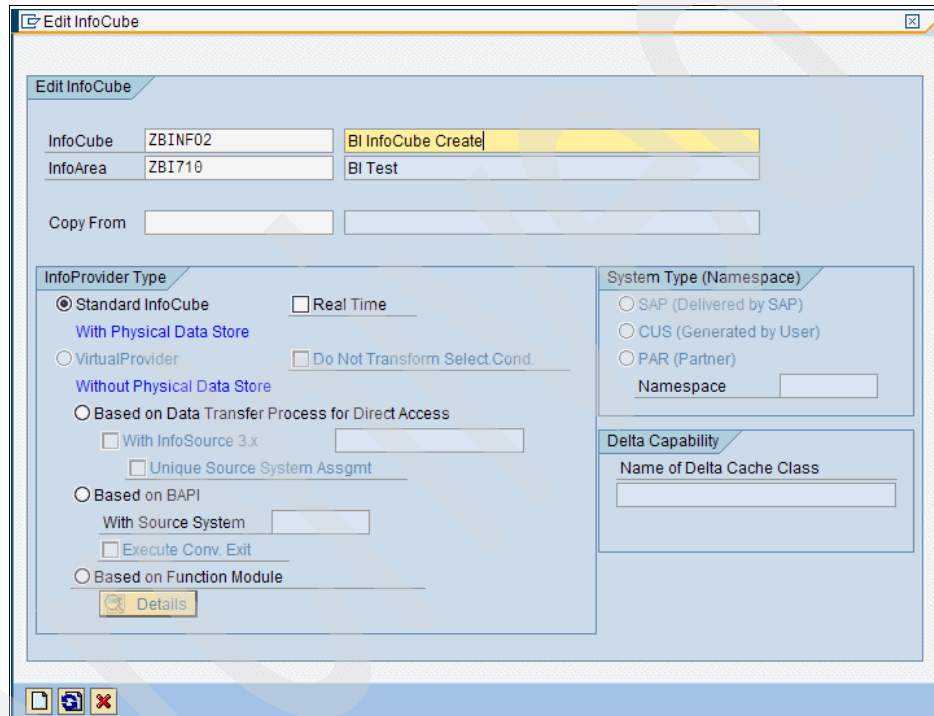 Edit InfoCube
Edit InfoCube
InfoCube ZBINFO2 BI InfoCube Create
InfoArea ZBI710 BI Test
Copy From
InfoProvider Type
Standard InfoCube Real Time
With Physical Data Store
VirtualProvider Do Not Transform Select.Cond.
Without Physical Data Store
Based on Data Transfer Process for Direct Access
With InfoSource 3.x
Unique Source System Assgmt
Based on BAPI
With Source System
Execute Conv. Exit
Based on Function Module
Details
System Type (Namespace)
SAP (Delivered by SAP)
CUS (Generated by User)
PAR (Partner)
Namespace
Delta Capability
Name of Delta Cache Class